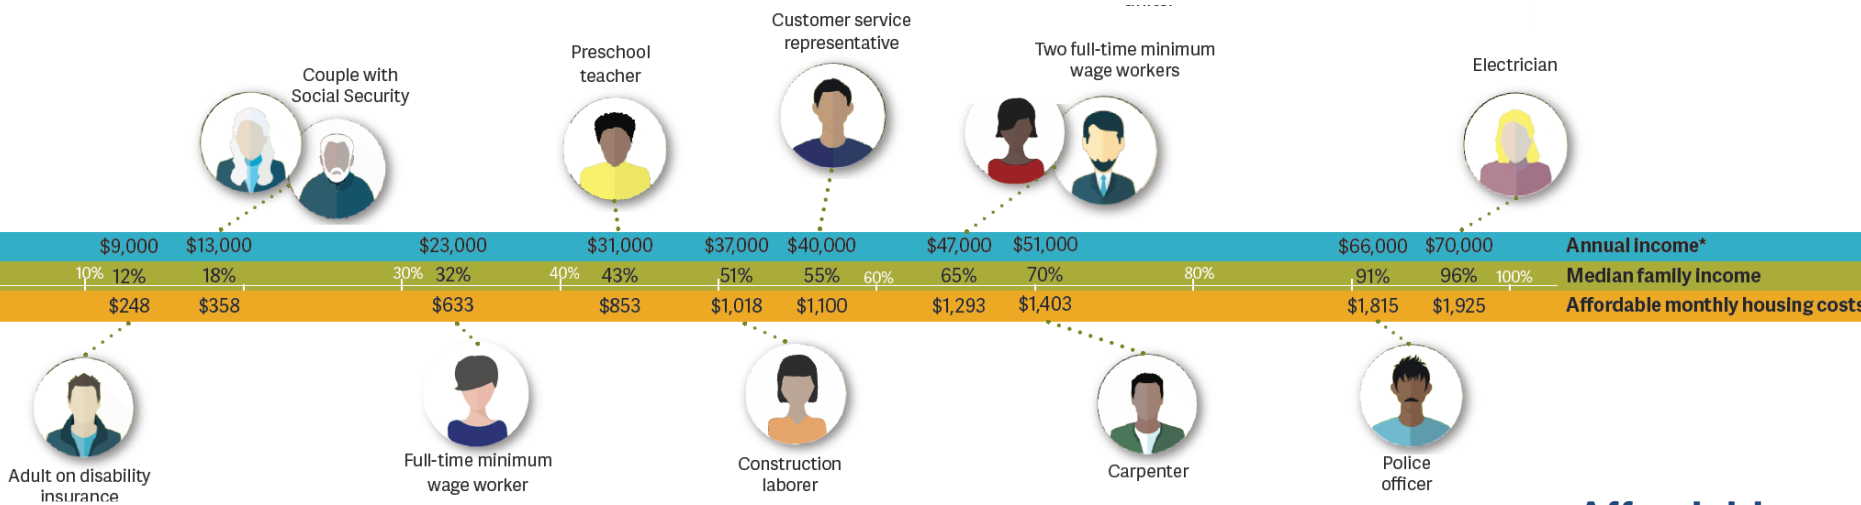 Customer service
representative
Preschool
teacher
Two full-time minimum
wage workers
Electrician
Couple with
Social Security
$9,000 $13,000 $23,000 $31,000 $37,000 $40,000 $47,000 $51,000 $66,000 $70,000 Annual income*
10% 12% 18% 30% 32% 40% 43% 51% 55% 60% 65% 70% 80% 91% 96% 100% Median family income
$248 $358 $633 $853 $1,018 $1,100 $1,293 $1,403 $1,815 $1,925 Affordable monthly housing costs
Adult on disability
insurance
Full-time minimum
wage worker
Construction
laborer
Carpenter
Police
officer